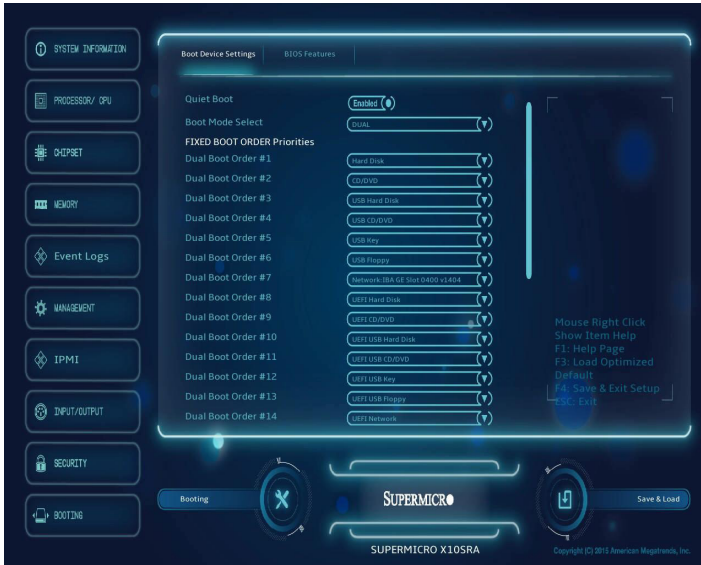 SYSTEM INFORMATION
PROCESSOR/ CPU
CHIPSET
MEMORY
Event Logs
MANAGEMENT
IPMI
INPUT/OUTPUT
SECURITY
BOOTING
Boot Device Settings
BIOS Features
Quiet Boot
Enabled
Boot Mode Select
DUAL
FIXED BOOT ORDER Priorities
Dual Boot Order #1
Hard Disk
Dual Boot Order #2
CD/DVD
Dual Boot Order #3
USB Hard Disk
Dual Boot Order #4
USB CD/DVD
Dual Boot Order #5
USB Key
Dual Boot Order #6
USB Floppy
Dual Boot Order #7
Network:IBA GE Slot 0400 v1404
Dual Boot Order #8
UEFI Hard Disk
Dual Boot Order #9
UEFI CD/DVD
Dual Boot Order #10
UEFI USB Hard Disk
Dual Boot Order #11
UEFI USB CD/DVD
Dual Boot Order #12
UEFI USB Key
Dual Boot Order #13
UEFI USB Floppy
Dual Boot Order #14
UEFI Network
Mouse Right Click
Show Item Help
F1: Help Page
F3: Load Optimized
Default
F4: Save & Exit Setup
ESC: Exit
Booting
SUPERMICRO
Save & Load
SUPERMICRO X10SRA
Copyright (C) 2015 American Megatrends, Inc.